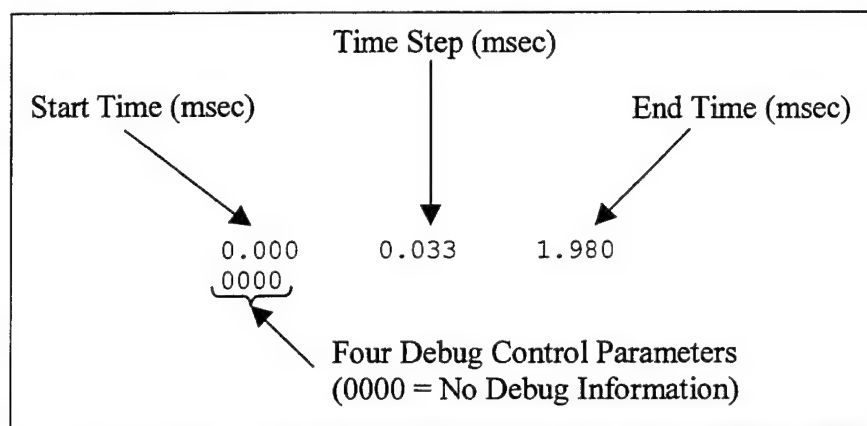 Time Step (msec)
Start Time (msec)
End Time (msec)
0.000 0.033 1.980
0000
Four Debug Control Parameters
(0000 = No Debug Information)